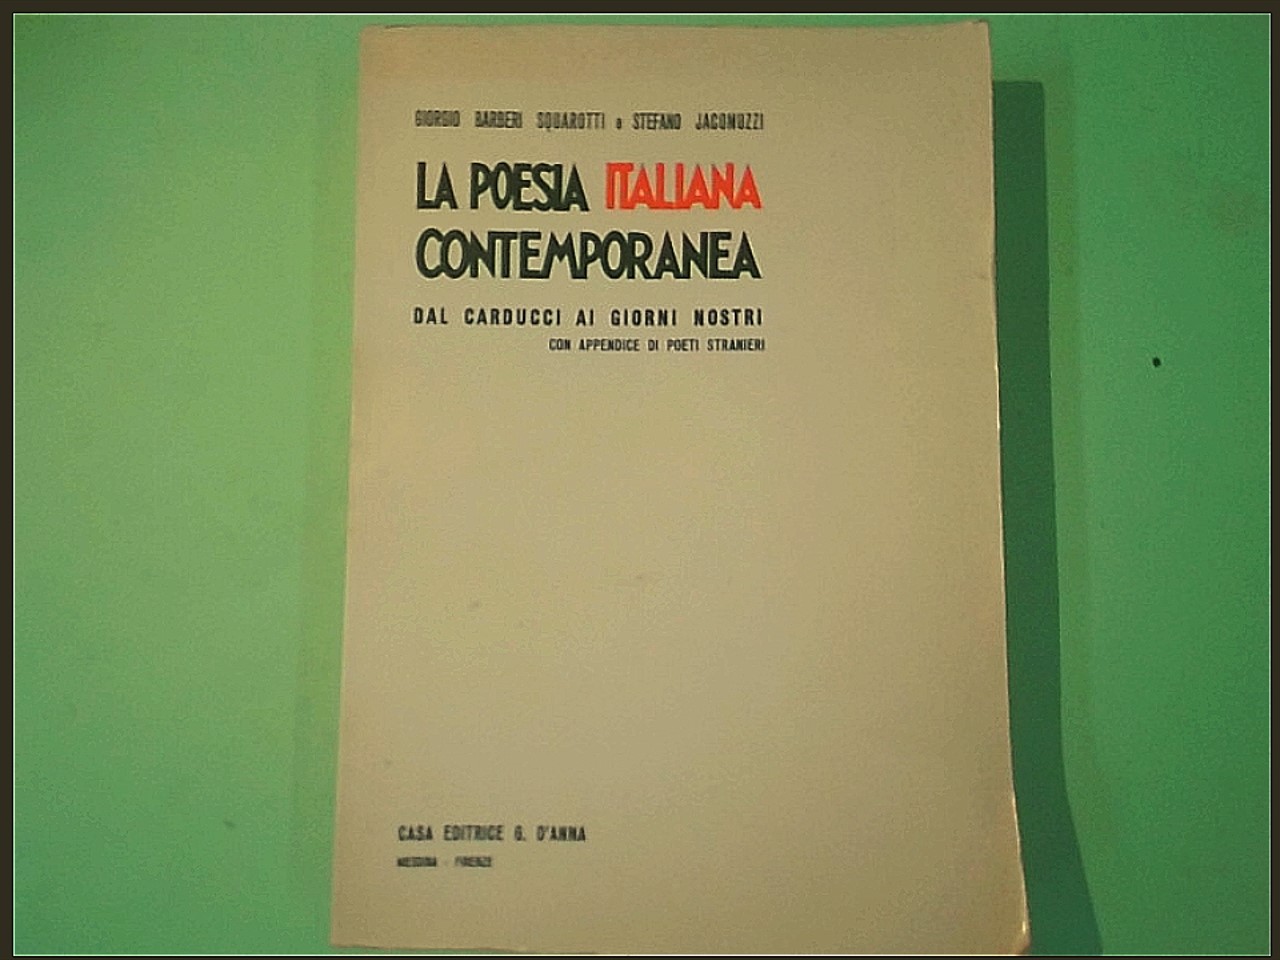 GIORGIO BARBERI SQUAROTTI e STEFANO JACOMUZZI
LA POESIA ITALIANA
CONTEMPORANEA
DAL CARDUCCI AI GIORNI NOSTRI
CON APPENDICE DI POETI STRANIERI
CASA EDITRICE G. D'ANNA
MESSINA - FIRENZE